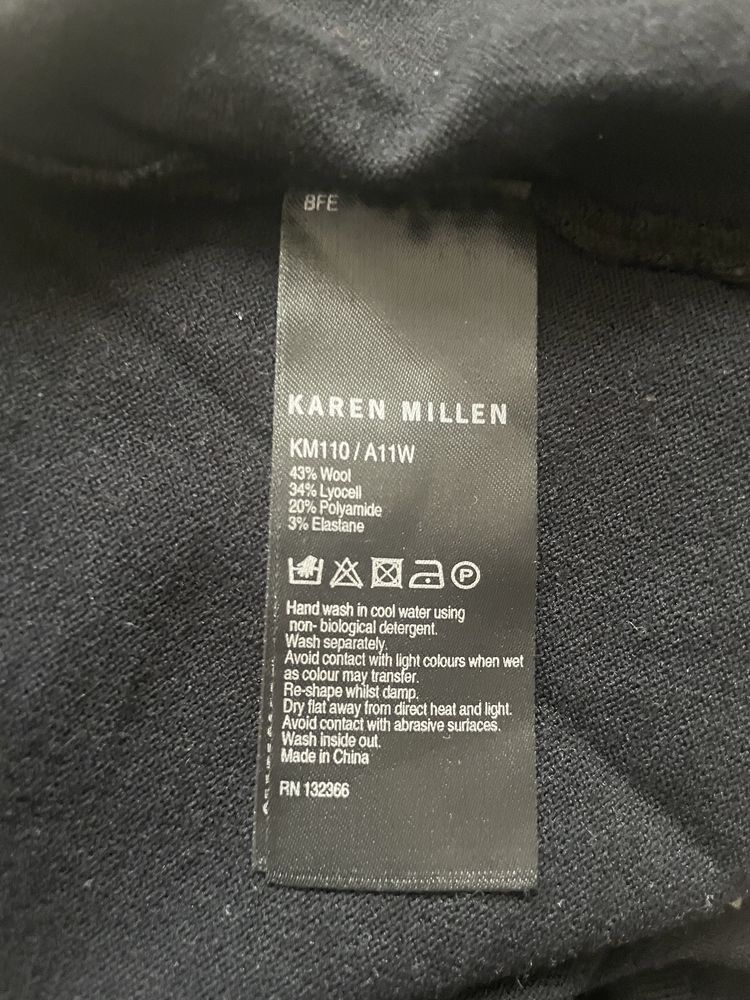 BFE
KAREN MILLEN
KM110 / A11W
43% Wool
34% Lyocell
20% Polyamide
3% Elastane
P
Hand wash in cool water using
non- biological detergent.
Wash separately.
Avoid contact with light colours when wet
as colour may transfer.
Re-shape whilst damp.
Dry flat away from direct heat and light.
Avoid contact with abrasive surfaces.
Wash inside out.
Made in China
RN 132366